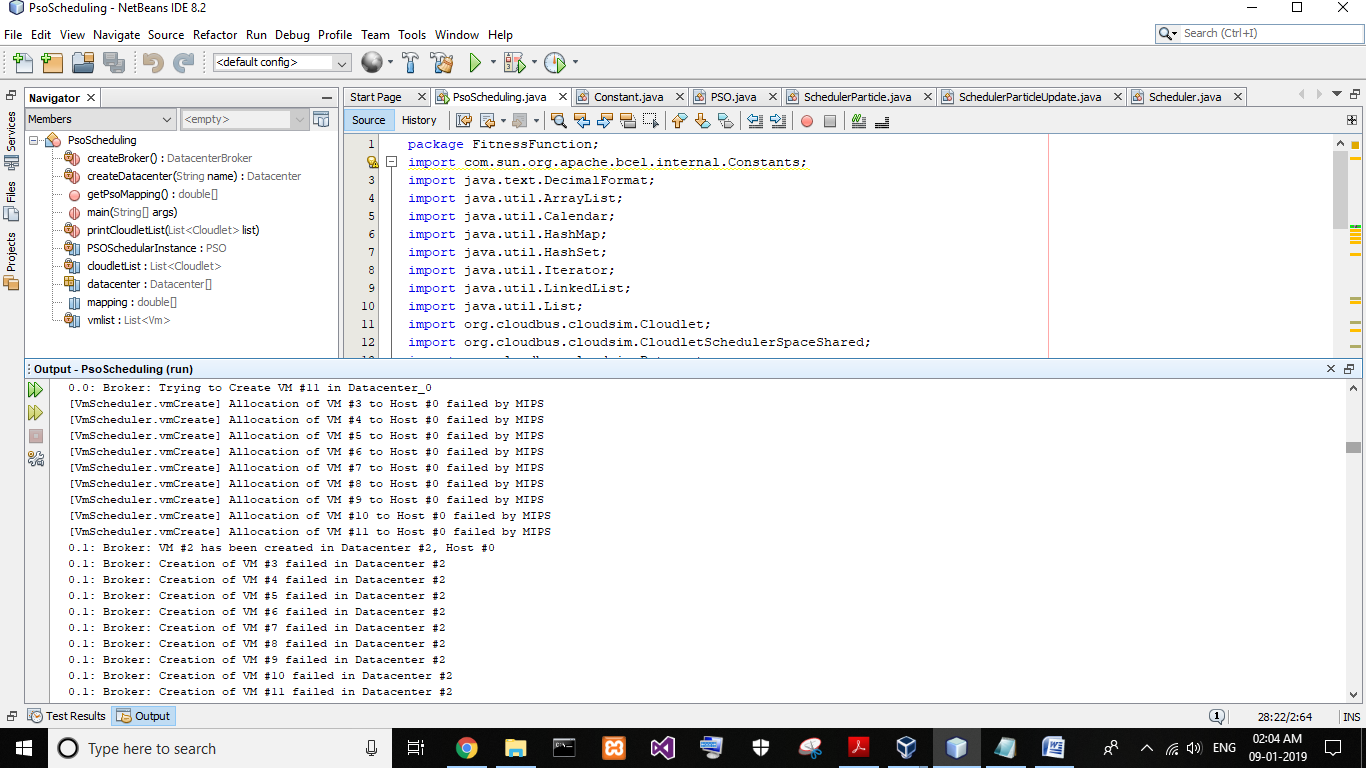 PsoScheduling - NetBeans IDE 8.2
File Edit View Navigate Source Refactor Run Debug Profile Team Tools Window Help
Search (Ctrl+I)
<default config>
Services
Files
Projects
Navigator
Members
<empty>
PsoScheduling
createBroker() : DatacenterBroker
createDatacenter(String name) : Datacenter
getPsoMapping() : double[]
main(String[] args)
printCloudletList(List<Cloudlet> list)
PSOSchedularInstance : PSO
cloudletList : List<Cloudlet>
datacenter : Datacenter[]
mapping : double[]
vmlist : List<Vm>
Start Page PsoScheduling.java Constant.java PSO.java SchedulerParticle.java SchedulerParticleUpdate.java Scheduler.java
Source History
1 package FitnessFunction;
import com.sun.org.apache.bcel.internal.Constants;
3 import java.text.DecimalFormat;
4 import java.util.ArrayList;
5 import java.util.Calendar;
6 import java.util.HashMap;
7 import java.util.HashSet;
8 import java.util.Iterator;
9 import java.util.LinkedList;
10 import java.util.List;
11 import org.cloudbus.cloudsim.Cloudlet;
12 import org.cloudbus.cloudsim.CloudletSchedulerSpaceShared;
Output - PsoScheduling (run)
0.0: Broker: Trying to Create VM #11 in Datacenter_0
[VmScheduler.vmCreate] Allocation of VM #3 to Host #0 failed by MIPS
[VmScheduler.vmCreate] Allocation of VM #4 to Host #0 failed by MIPS
[VmScheduler.vmCreate] Allocation of VM #5 to Host #0 failed by MIPS
[VmScheduler.vmCreate] Allocation of VM #6 to Host #0 failed by MIPS
[VmScheduler.vmCreate] Allocation of VM #7 to Host #0 failed by MIPS
[VmScheduler.vmCreate] Allocation of VM #8 to Host #0 failed by MIPS
[VmScheduler.vmCreate] Allocation of VM #9 to Host #0 failed by MIPS
[VmScheduler.vmCreate] Allocation of VM #10 to Host #0 failed by MIPS
[VmScheduler.vmCreate] Allocation of VM #11 to Host #0 failed by MIPS
0.1: Broker: VM #2 has been created in Datacenter #2, Host #0
0.1: Broker: Creation of VM #3 failed in Datacenter #2
0.1: Broker: Creation of VM #4 failed in Datacenter #2
0.1: Broker: Creation of VM #5 failed in Datacenter #2
0.1: Broker: Creation of VM #6 failed in Datacenter #2
0.1: Broker: Creation of VM #7 failed in Datacenter #2
0.1: Broker: Creation of VM #8 failed in Datacenter #2
0.1: Broker: Creation of VM #9 failed in Datacenter #2
0.1: Broker: Creation of VM #10 failed in Datacenter #2
0.1: Broker: Creation of VM #11 failed in Datacenter #2
Test Results Output
1 28:22/2:64 INS
Type here to search
ENG
02:04 AM
09-01-2019